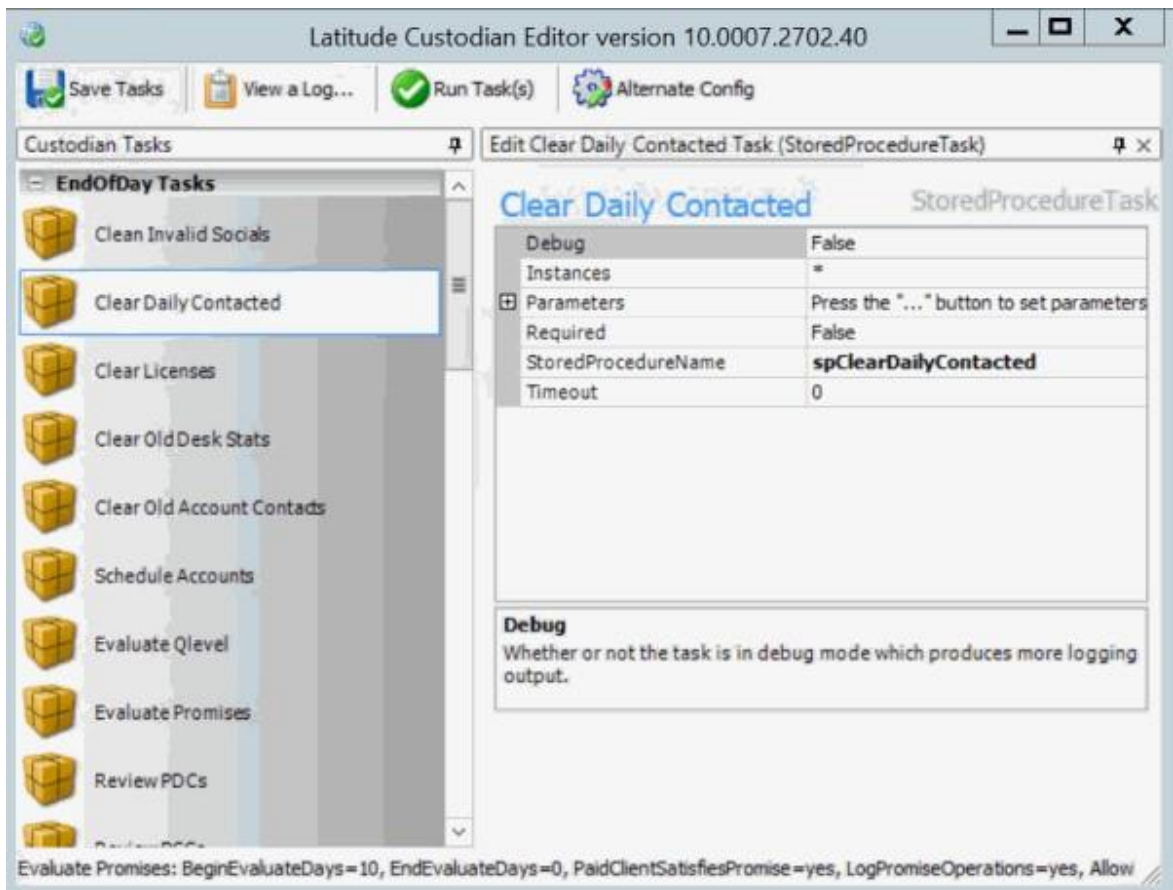 Latitude Custodian Editor version 10.0007.2702.40
Save Tasks View a Log... Run Task(s) Alternate Config
Custodian Tasks
EndOfDay Tasks
Clean Invalid Socials
Clear Daily Contacted
Clear Licenses
Clear Old Desk Stats
Clear Old Account Contacts
Schedule Accounts
Evaluate Qlevel
Evaluate Promises
Review PDCs
Edit Clear Daily Contacted Task (StoredProcedureTask)
Clear Daily Contacted StoredProcedureTask
Debug False
Instances *
Parameters Press the "..." button to set parameters
Required False
StoredProcedureName spClearDailyContacted
Timeout 0
Debug
Whether or not the task is in debug mode which produces more logging
output.
Evaluate Promises: BeginEvaluateDays=10, EndEvaluateDays=0, PaidClientSatisfiesPromise=yes, LogPromiseOperations=yes, Allow